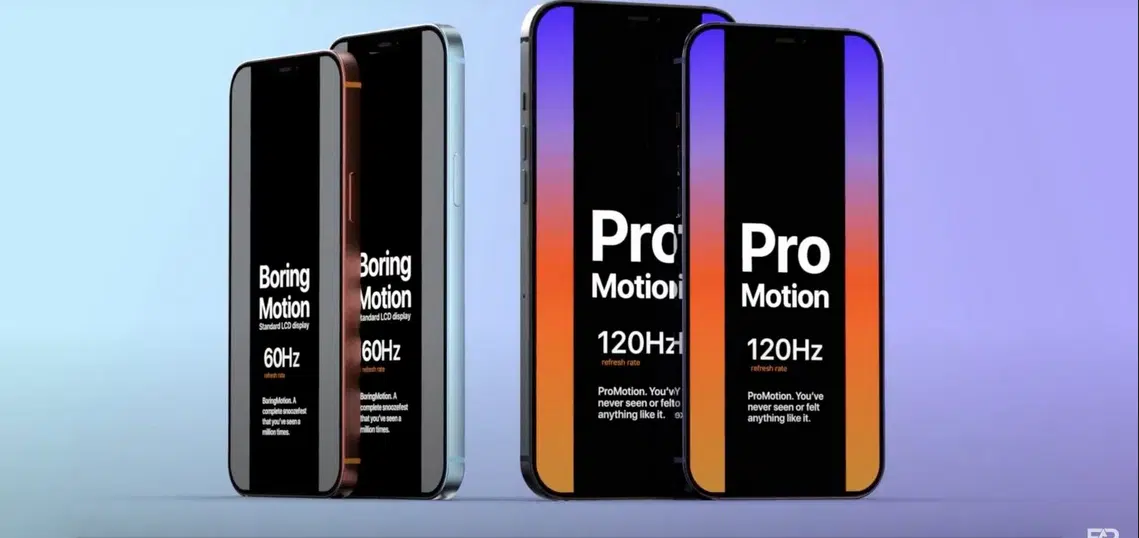 Boring
Motion
Standard LCD display
60Hz
refresh rate
BoringMotion. A
complete snoozefest
that you've seen a
million times.
Boring
Motion
Standard LCD display
60Hz
refresh rate
BoringMotion. A
complete snoozefest
that you've seen a
million times.
Pro
Motion
120Hz
refresh rate
ProMotion. You'v
never seen or felt
anything like it.
Pro
Motion
120Hz
refresh rate
ProMotion. You've
never seen or felt
anything like it.